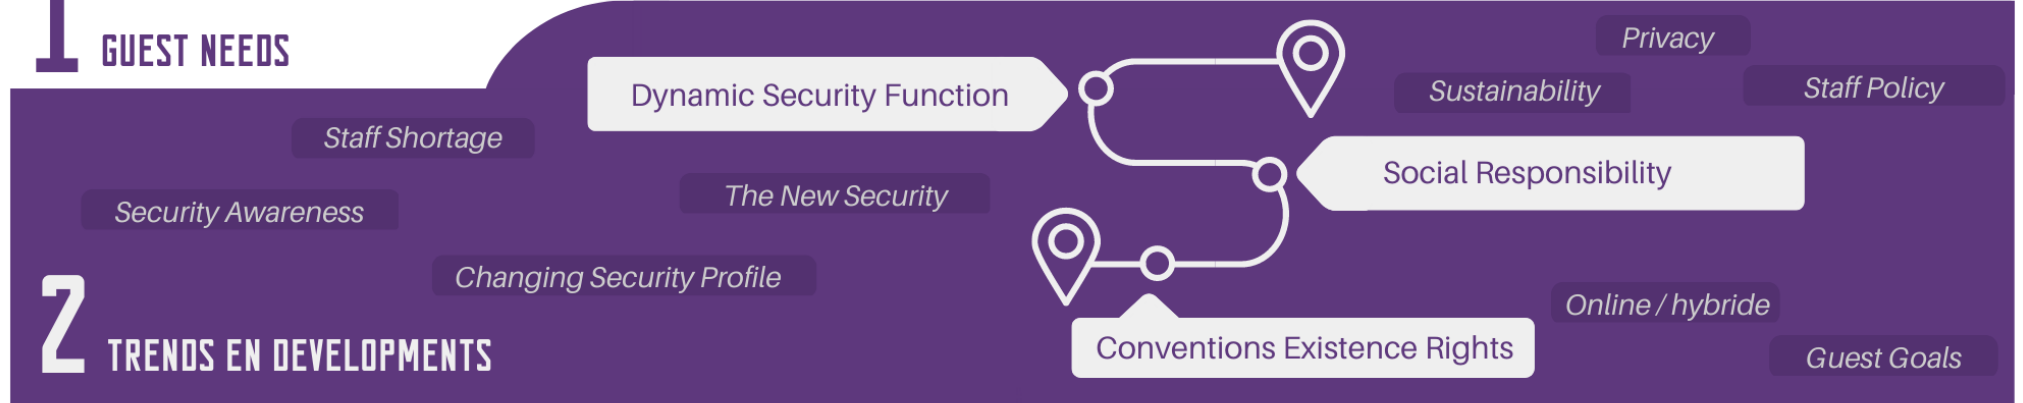 1 GUEST NEEDS
Privacy
Dynamic Security Function
Sustainability
Staff Policy
Staff Shortage
Social Responsibility
The New Security
Security Awareness
Changing Security Profile
Online / hybride
2 TRENDS EN DEVELOPMENTS
Conventions Existence Rights
Guest Goals